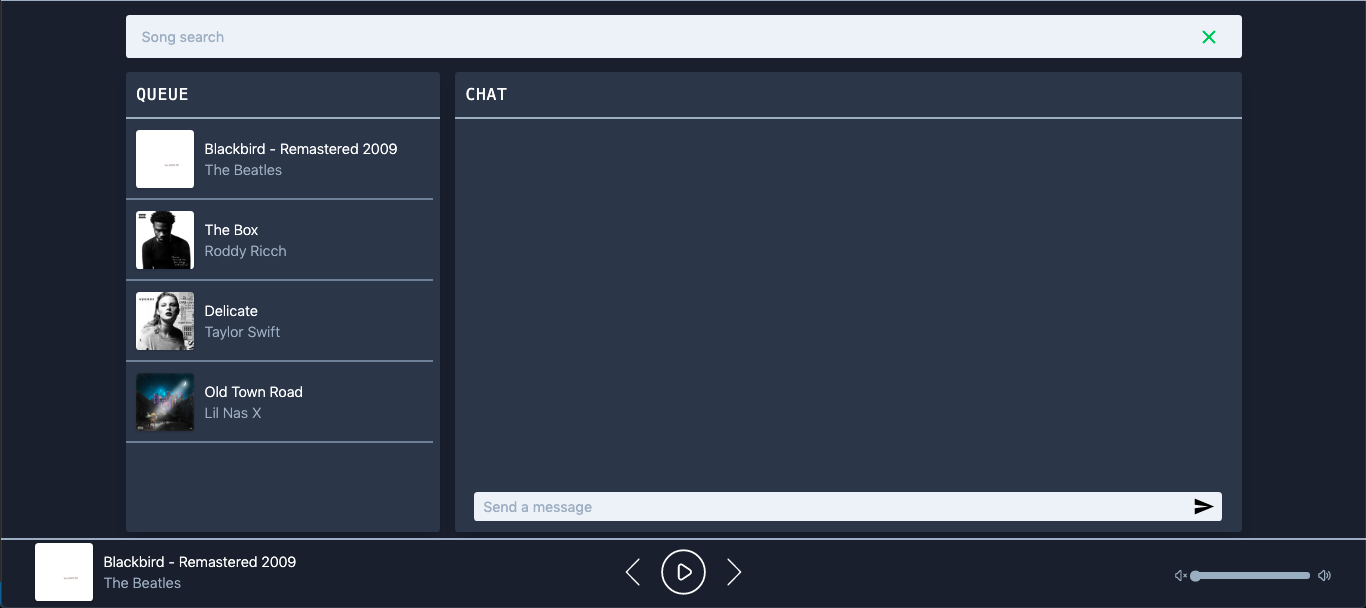 Song search
QUEUE
CHAT
Blackbird - Remastered 2009
The Beatles
The Box
Roddy Ricch
Delicate
Taylor Swift
Old Town Road
Lil Nas X
Send a message
Blackbird - Remastered 2009
The Beatles